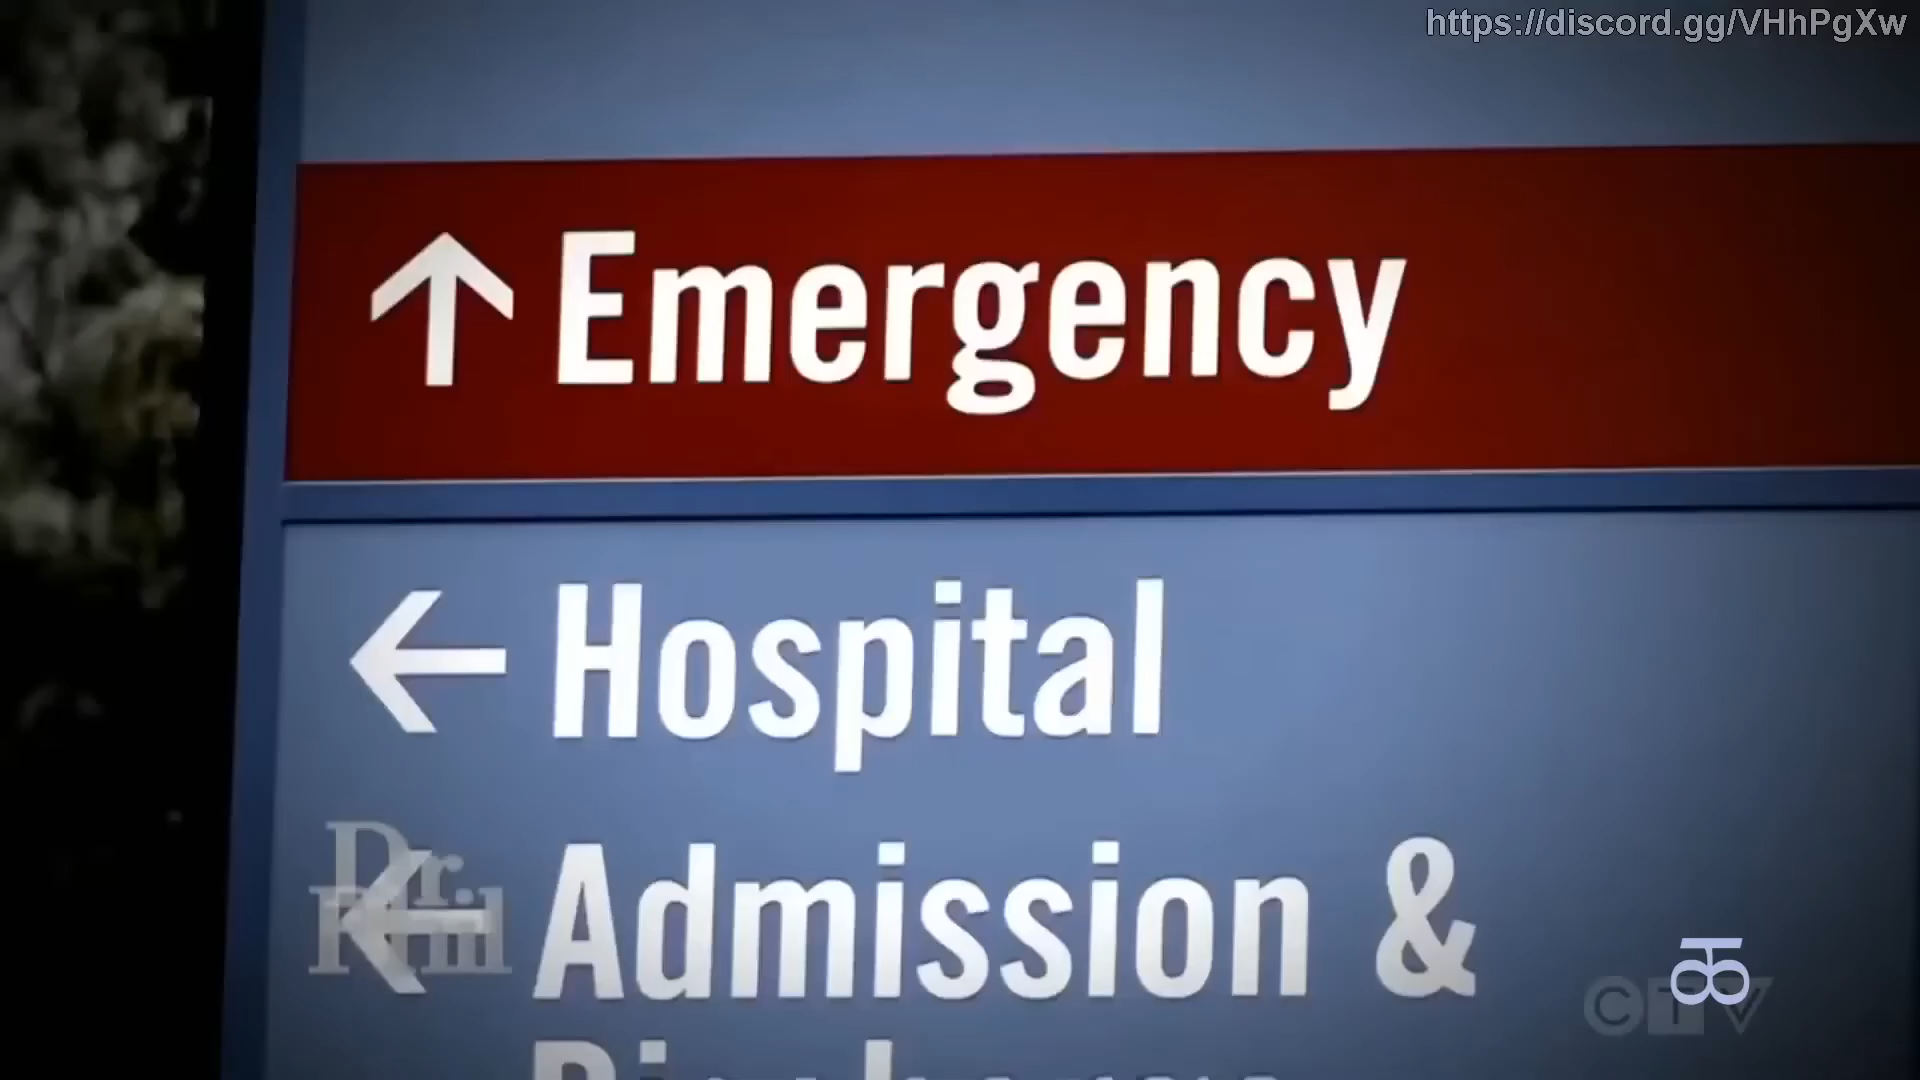 https://discord.gg/VHhPgXw
↑ Emergency
← Hospital
← Admission &
Dr.
Phil
CTV